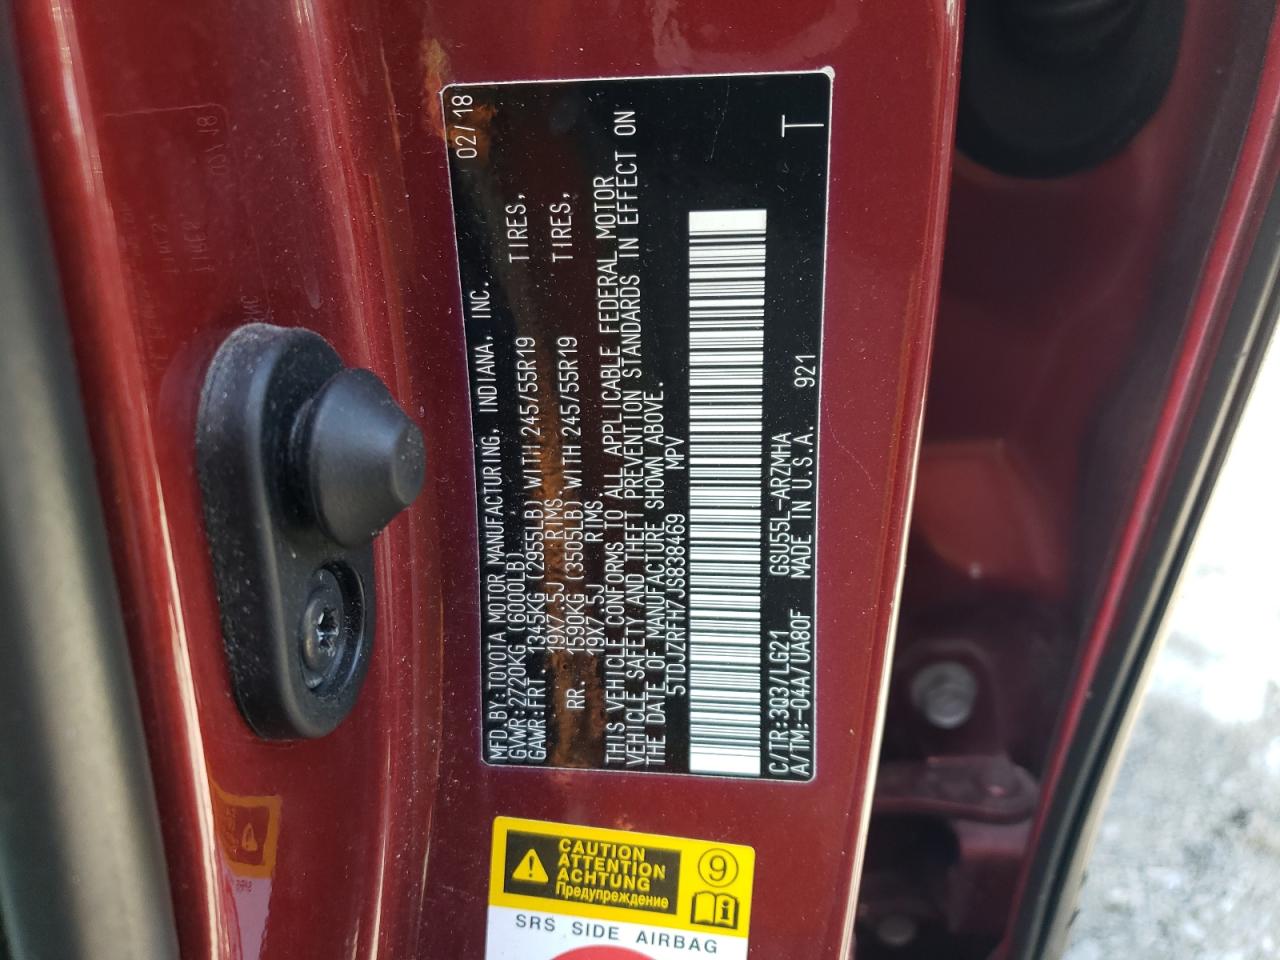 MFD. BY: TOYOTA MOTOR MANUFACTURING, INDIANA, INC. 02/18
GVWR: 2720KG (6000LB)
GAWR: FRT. 1345KG (2955LB) WITH 245/55R19 TIRES,
19X7.5J RIMS.
RR. 1590KG (3505LB) WITH 245/55R19 TIRES,
19X7.5J RIMS.
THIS VEHICLE CONFORMS TO ALL APPLICABLE FEDERAL MOTOR
VEHICLE SAFETY AND THEFT PREVENTION STANDARDS IN EFFECT ON
THE DATE OF MANUFACTURE SHOWN ABOVE.
5TDJZRFH7JS838469 MPV
T
C/TR: 3Q3/LG21 GSU55L-ARZMHA
A/TM: -04A/UA80F MADE IN U.S.A. 921
CAUTION
ATTENTION
ACHTUNG
Предупреждение
9
SRS SIDE AIRBAG